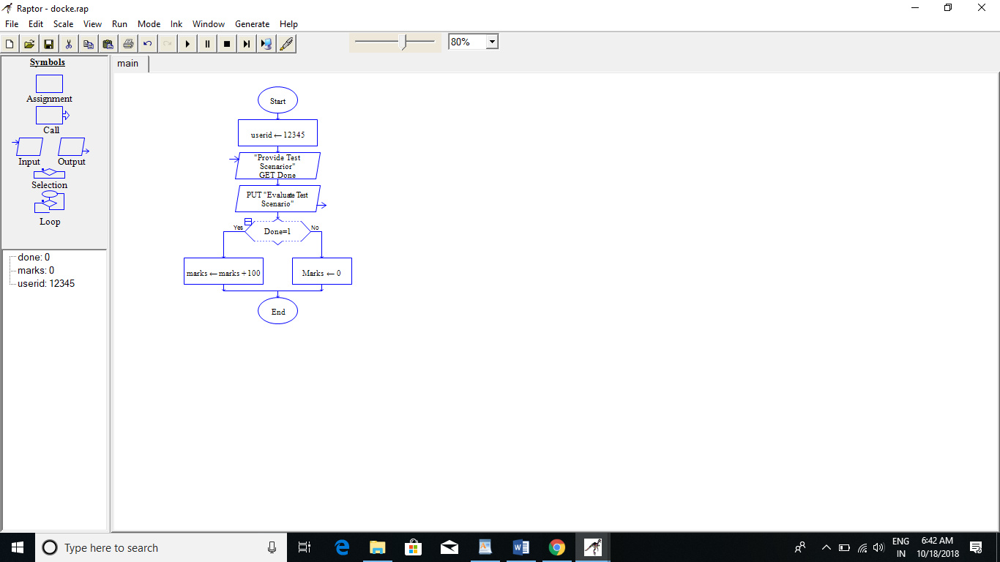 Raptor - docke.rap
File Edit Scale View Run Mode Ink Window Generate Help
80%
Symbols
Assignment
Call
Input Output
Selection
Loop
done: 0
marks: 0
userid: 12345
main
Start
userid ← 12345
"Provide Test
Scenarior"
GET Done
PUT "Evaluate Test
Scenario"
Yes Done=1 No
marks ← marks + 100
Marks ← 0
End
Type here to search
ENG
IN
6:42 AM
10/18/2018